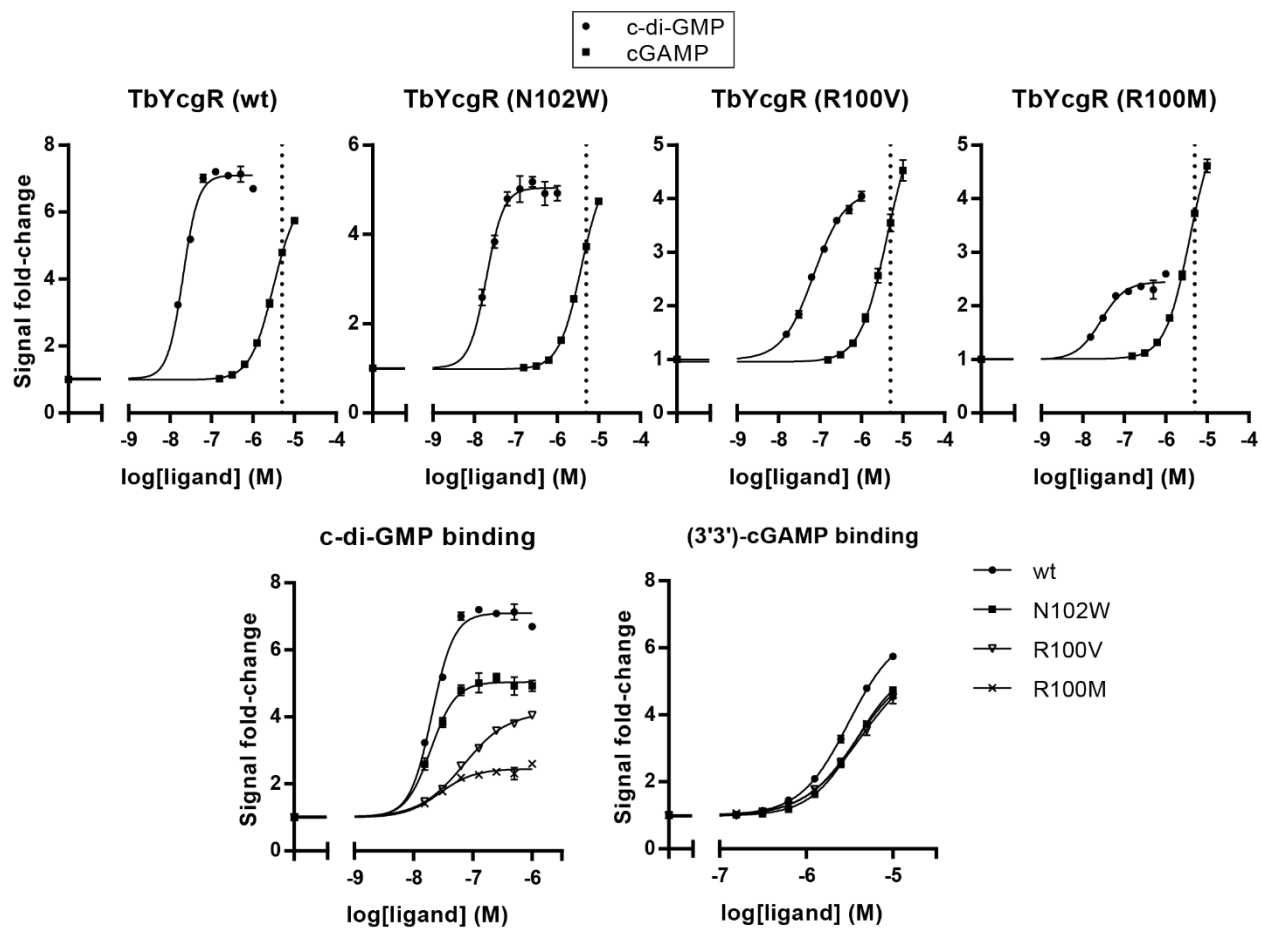 c-di-GMP
cGAMP
TbYcgR (wt)
TbYcgR (N102W)
TbYcgR (R100V)
TbYcgR (R100M)
Signal fold-change
8
6
4
2
0
-9 -8 -7 -6 -5 -4
log[ligand] (M)
6
4
2
0
-9 -8 -7 -6 -5 -4
log[ligand] (M)
5
4
3
2
1
0
-9 -8 -7 -6 -5 -4
log[ligand] (M)
5
4
3
2
1
0
-9 -8 -7 -6 -5 -4
log[ligand] (M)
c-di-GMP binding
Signal fold-change
8
6
4
2
0
-9 -8 -7 -6
log[ligand] (M)
(3'3')-cGAMP binding
Signal fold-change
8
6
4
2
0
-7 -6 -5
log[ligand] (M)
wt
N102W
R100V
R100M